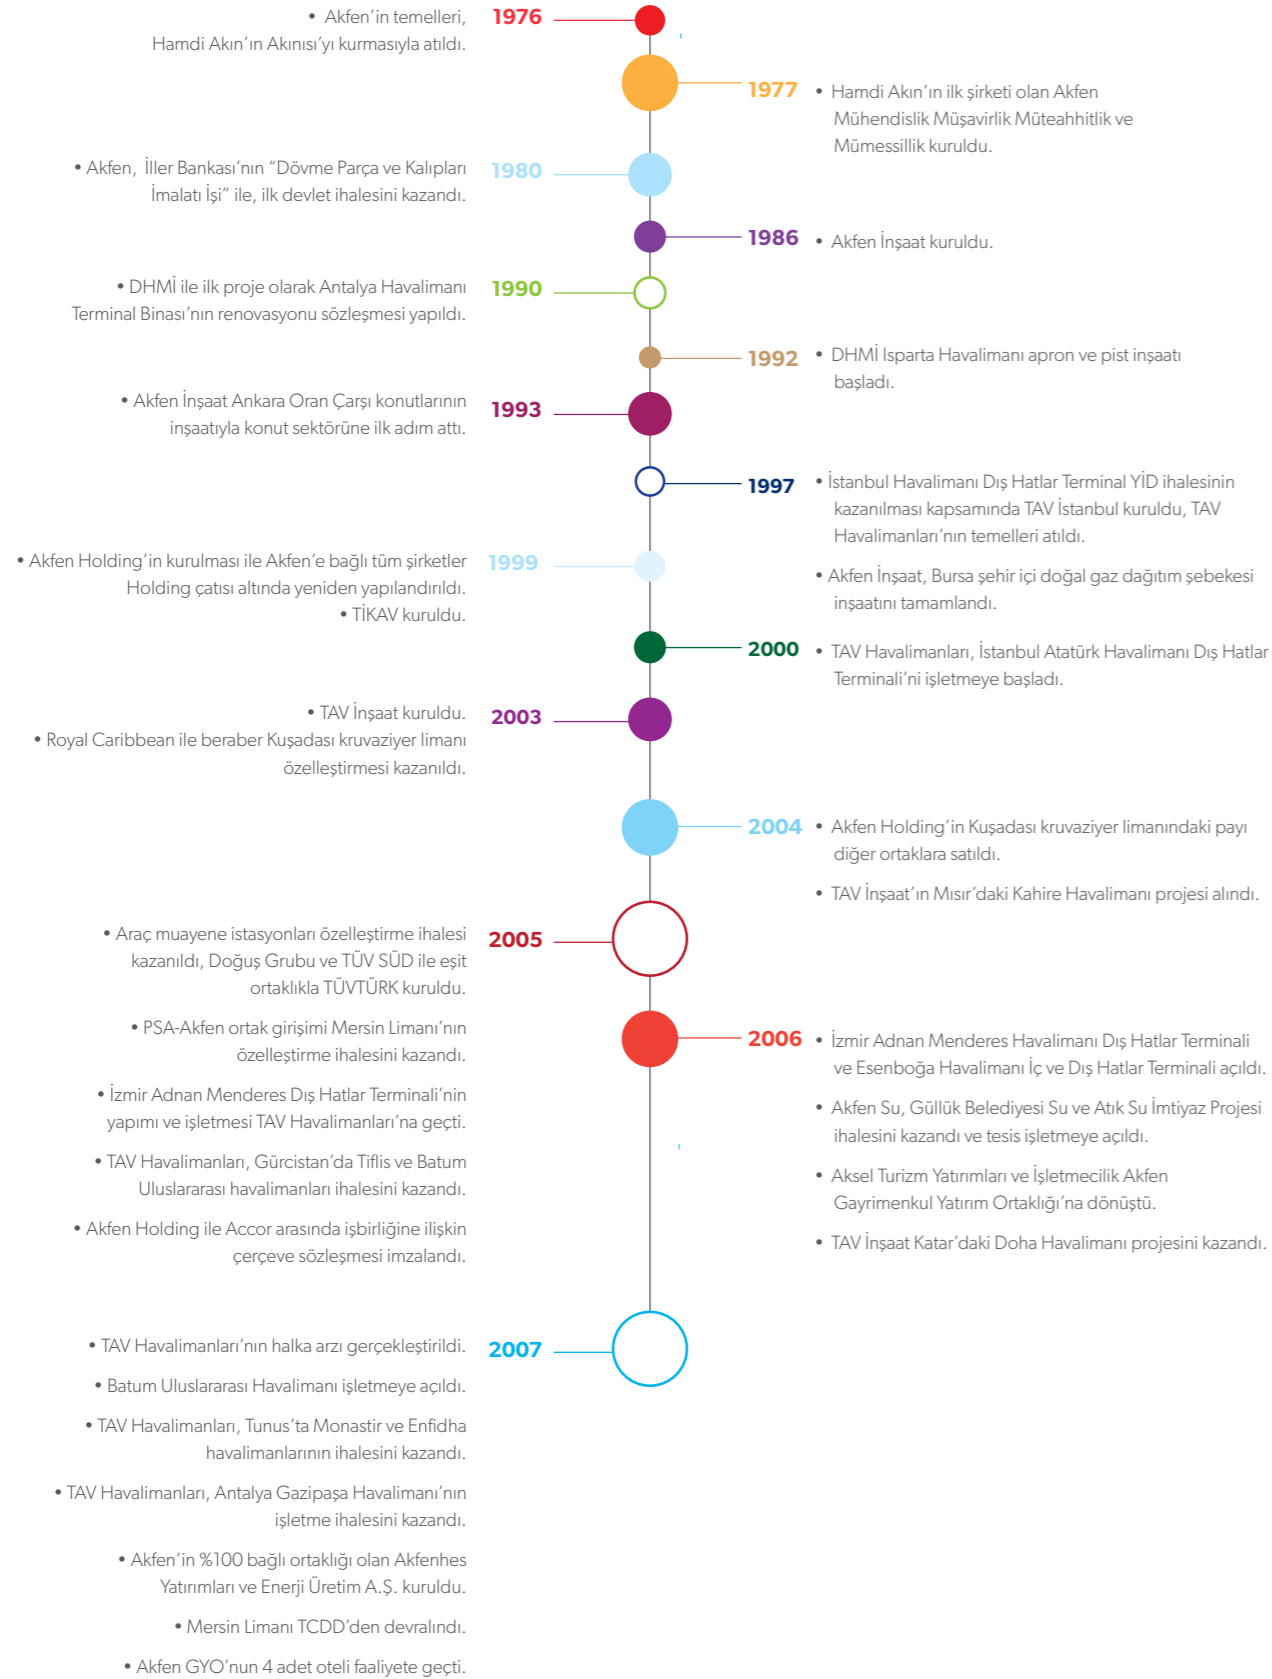 • Akfen’in temelleri,
Hamdi Akın’ın Akınısı’yı kurmasıyla atıldı.
1976
1977
• Hamdi Akın’ın ilk şirketi olan Akfen
Mühendislik Müşavirlik Müteahhitlik ve
Mümessillik kuruldu.
• Akfen, İller Bankası’nın “Dövme Parça ve Kalıpları
İmalatı İşi” ile, ilk devlet ihalesini kazandı.
1980
1986
• Akfen İnşaat kuruldu.
• DHMİ ile ilk proje olarak Antalya Havalimanı
Terminal Binası’nın renovasyonu sözleşmesi yapıldı.
1990
1992
• DHMİ Isparta Havalimanı apron ve pist inşaatı
başladı.
• Akfen İnşaat Ankara Oran Çarşı konutlarının
inşaatıyla konut sektörüne ilk adım attı.
1993
1997
• İstanbul Havalimanı Dış Hatlar Terminal YİD ihalesinin
kazanılması kapsamında TAV İstanbul kuruldu, TAV
Havalimanları’nın temelleri atıldı.
• Akfen İnşaat, Bursa şehir içi doğal gaz dağıtım şebekesi
inşaatını tamamlandı.
• Akfen Holding’in kurulması ile Akfen’e bağlı tüm şirketler
Holding çatısı altında yeniden yapılandırıldı.
• TİKAV kuruldu.
1999
2000
• TAV Havalimanları, İstanbul Atatürk Havalimanı Dış Hatlar
Terminali’ni işletmeye başladı.
• TAV İnşaat kuruldu.
• Royal Caribbean ile beraber Kuşadası kruvaziyer limanı
özelleştirmesi kazanıldı.
2003
2004
• Akfen Holding’in Kuşadası kruvaziyer limanındaki payı
diğer ortaklara satıldı.
• TAV İnşaat’ın Mısır’daki Kahire Havalimanı projesi alındı.
• Araç muayene istasyonları özelleştirme ihalesi
kazanıldı, Doğuş Grubu ve TÜV SÜD ile eşit
ortaklıkla TÜVTÜRK kuruldu.
• PSA-Akfen ortak girişimi Mersin Limanı’nın
özelleştirme ihalesini kazandı.
• İzmir Adnan Menderes Dış Hatlar Terminali’nin
yapımı ve işletmesi TAV Havalimanları’na geçti.
• TAV Havalimanları, Gürcistan’da Tiflis ve Batum
Uluslararası havalimanları ihalesini kazandı.
• Akfen Holding ile Accor arasında işbirliğine ilişkin
çerçeve sözleşmesi imzalandı.
2005
2006
• İzmir Adnan Menderes Havalimanı Dış Hatlar Terminali
ve Esenboğa Havalimanı İç ve Dış Hatlar Terminali açıldı.
• Akfen Su, Güllük Belediyesi Su ve Atık Su İmtiyaz Projesi
ihalesini kazandı ve tesis işletmeye açıldı.
• Aksel Turizm Yatırımları ve İşletmecilik Akfen
Gayrimenkul Yatırım Ortaklığı’na dönüştü.
• TAV İnşaat Katar’daki Doha Havalimanı projesini kazandı.
• TAV Havalimanları’nın halka arzı gerçekleştirildi.
2007
• Batum Uluslararası Havalimanı işletmeye açıldı.
• TAV Havalimanları, Tunus’ta Monastir ve Enfidha
havalimanlarının ihalesini kazandı.
• TAV Havalimanları, Antalya Gazipaşa Havalimanı’nın
işletme ihalesini kazandı.
• Akfen’in %100 bağlı ortaklığı olan Akfenhes
Yatırımları ve Enerji Üretim A.Ş. kuruldu.
• Mersin Limanı TCDD’den devralındı.
• Akfen GYO’nun 4 adet oteli faaliyete geçti.